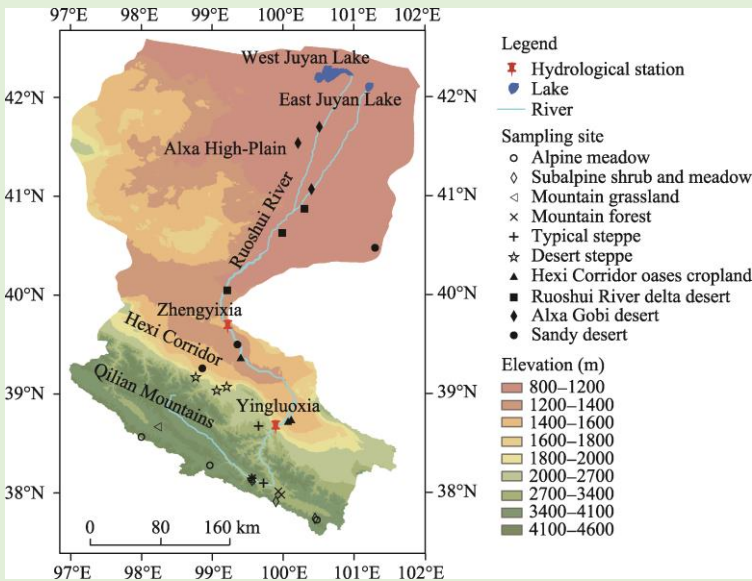 97°E 98°E 99°E 100°E 101°E 102°E
West Juyan Lake
42°N
42°N
East Juyan Lake
Alxa High-Plain
41°N
41°N
Ruoshui River
40°N
40°N
Zhengyixia
Hexi Corridor
39°N
39°N
Qilian Mountains
Yingluoxia
38°N
38°N
0 80 160 km
97°E 98°E 99°E 100°E 101°E 102°E
Legend
Hydrological station
Lake
River
Sampling site
Alpine meadow
Subalpine shrub and meadow
Mountain grassland
Mountain forest
Typical steppe
Desert steppe
Hexi Corridor oases cropland
Ruoshui River delta desert
Alxa Gobi desert
Sandy desert
Elevation (m)
800–1200
1200–1400
1400–1600
1600–1800
1800–2000
2000–2700
2700–3400
3400–4100
4100–4600